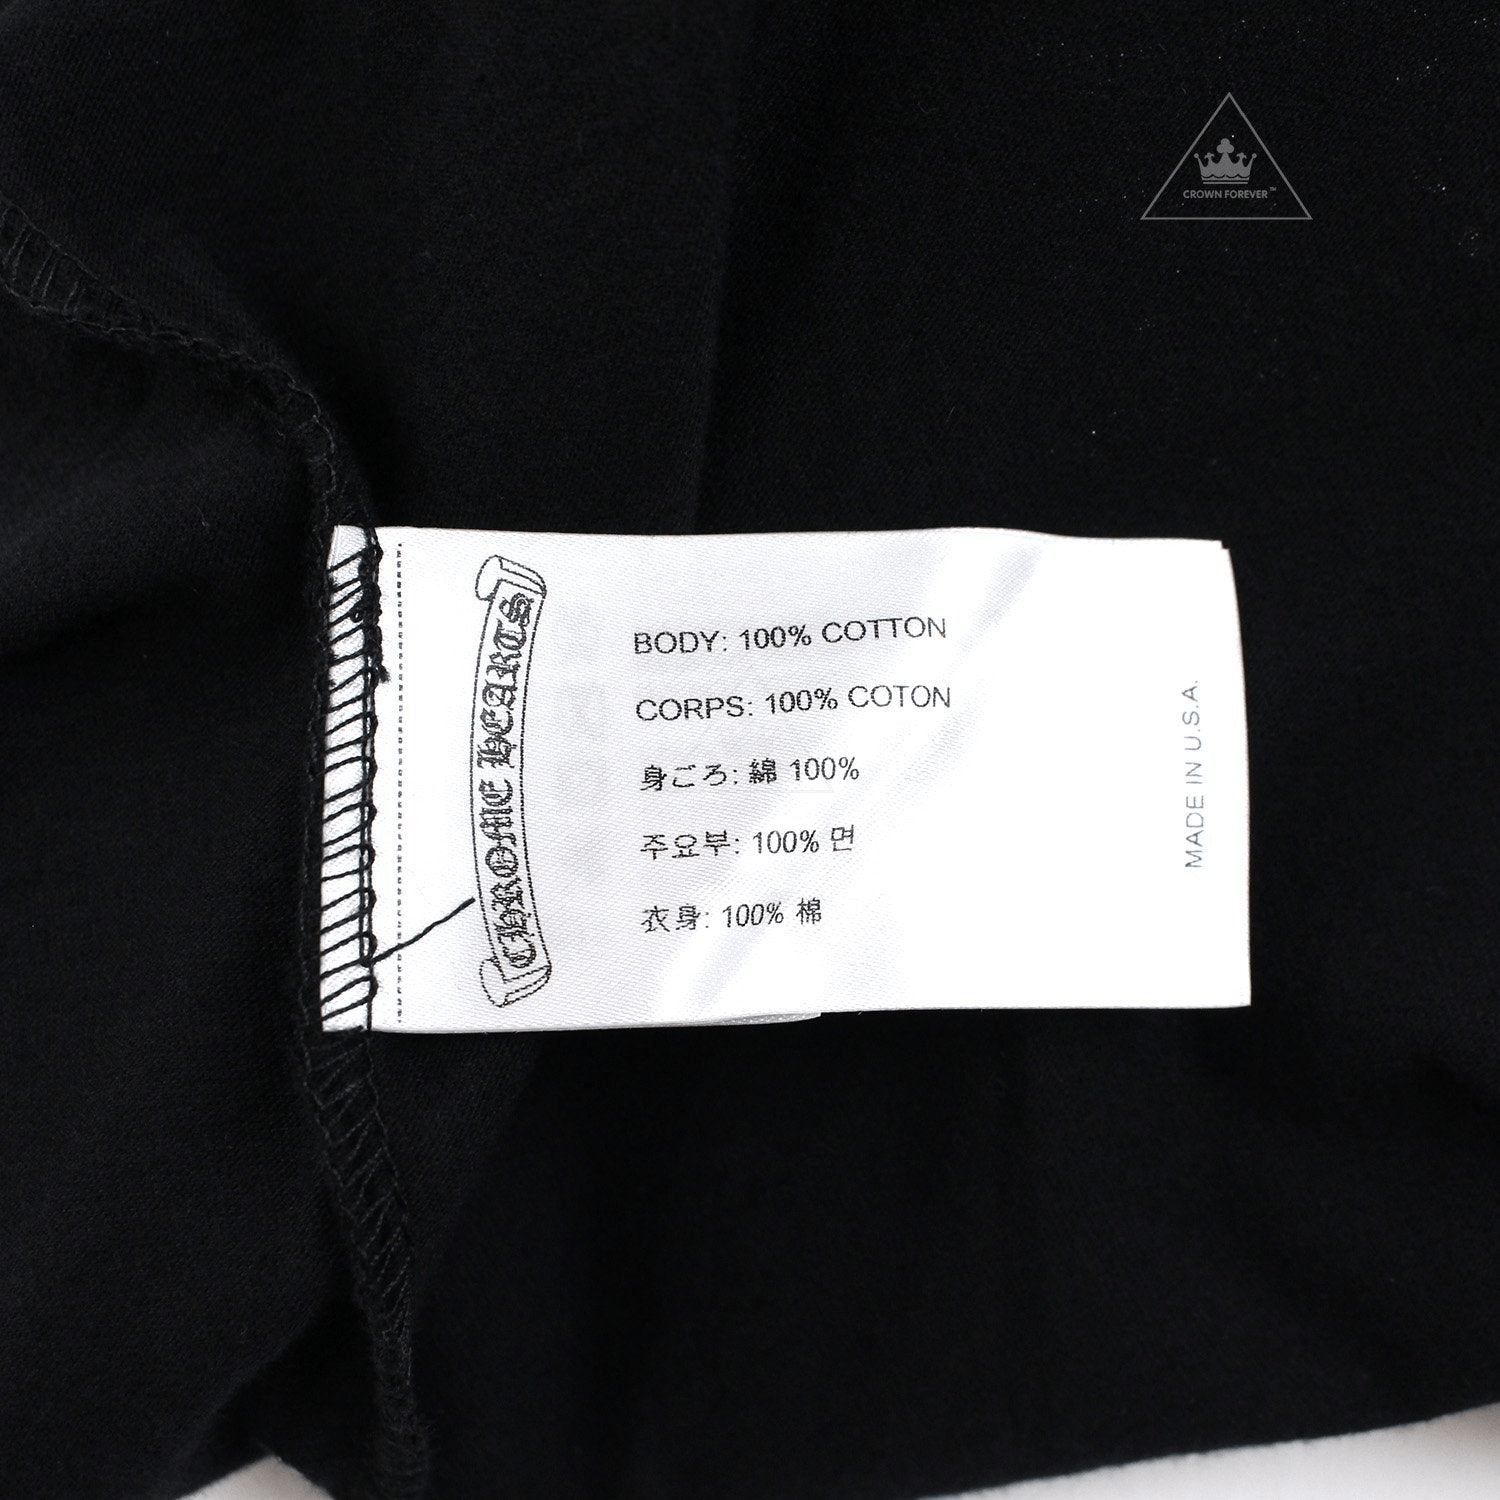 CROWN FOREVER™
CHROME HEARTS
BODY: 100% COTTON
CORPS: 100% COTON
身ごろ: 綿 100%
주요부: 100% 면
衣身: 100% 棉
MADE IN U.S.A.